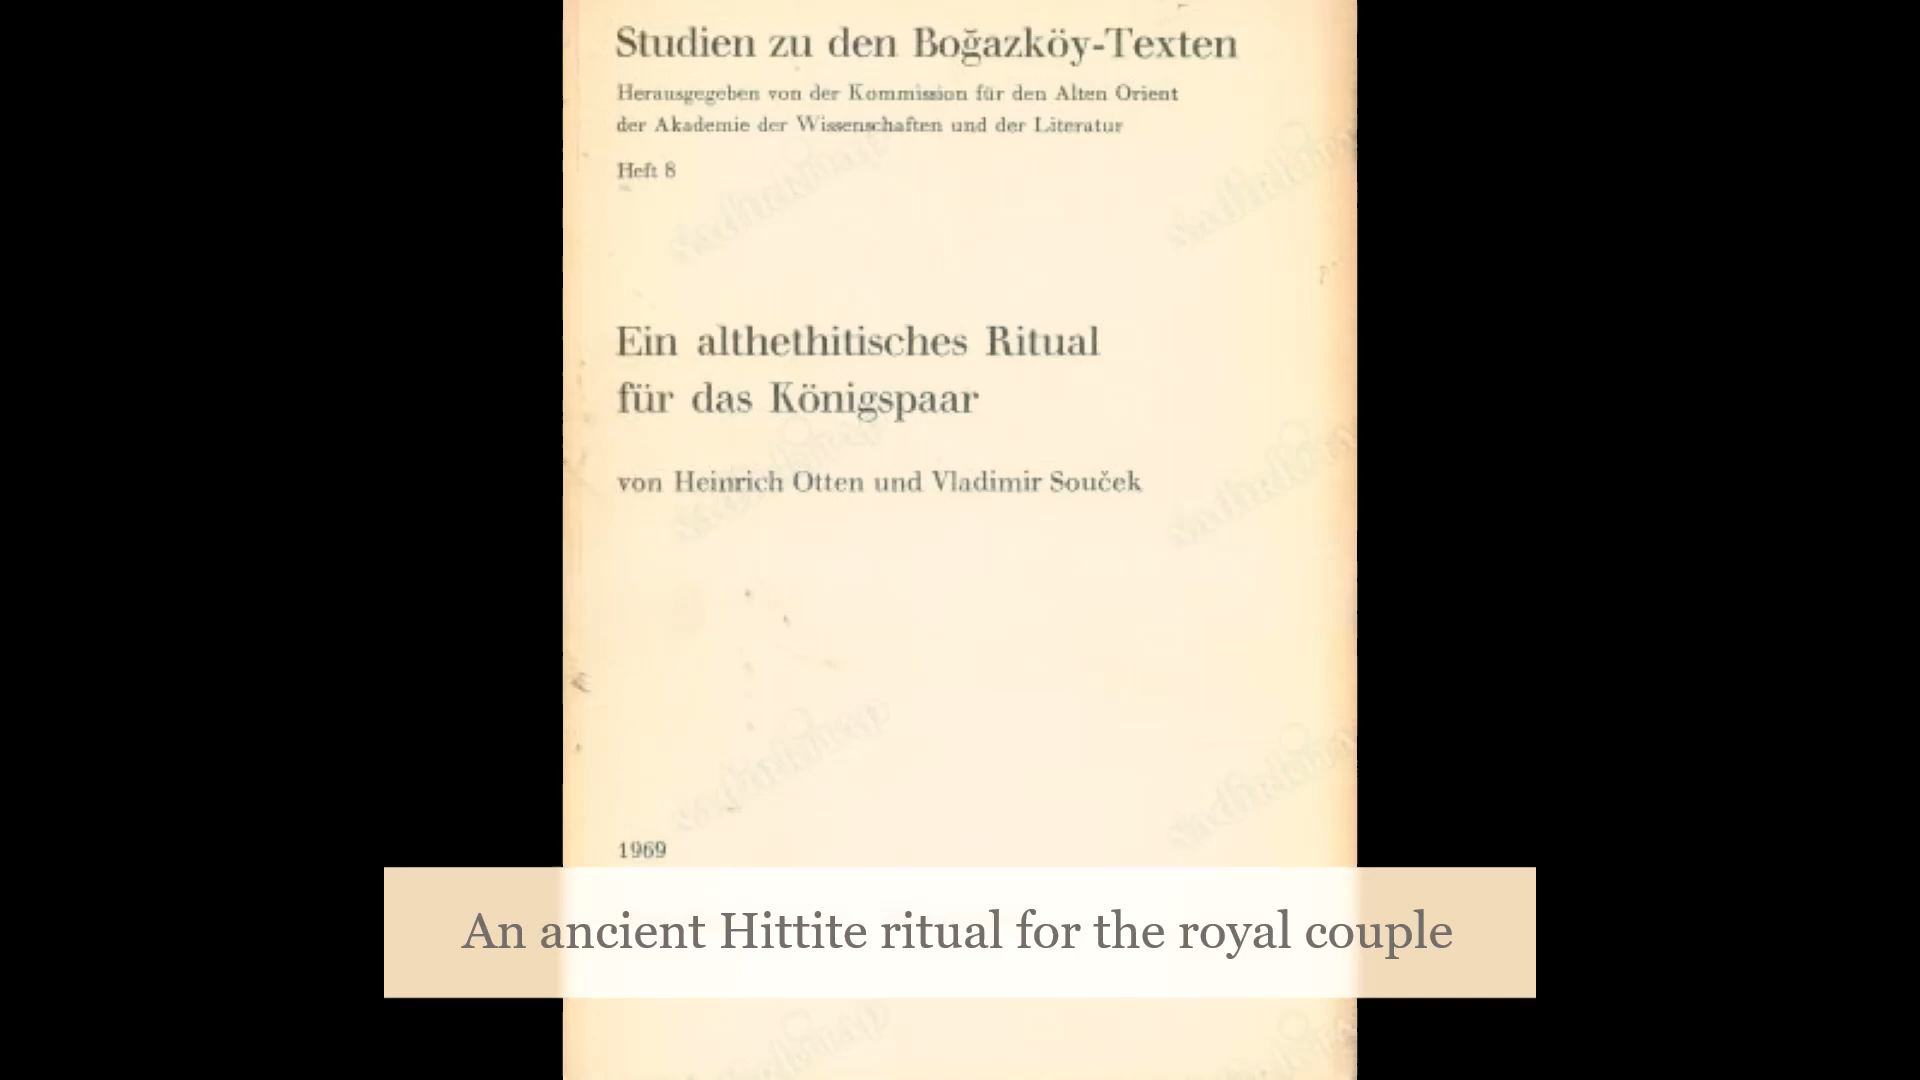 Studien zu den Boğazköy-Texten
Herausgegeben von der Kommission für den Alten Orient
der Akademie der Wissenschaften und der Literatur
Heft 8
Ein althethitisches Ritual
für das Königspaar
von Heinrich Otten und Vladimir Souček
1969
An ancient Hittite ritual for the royal couple